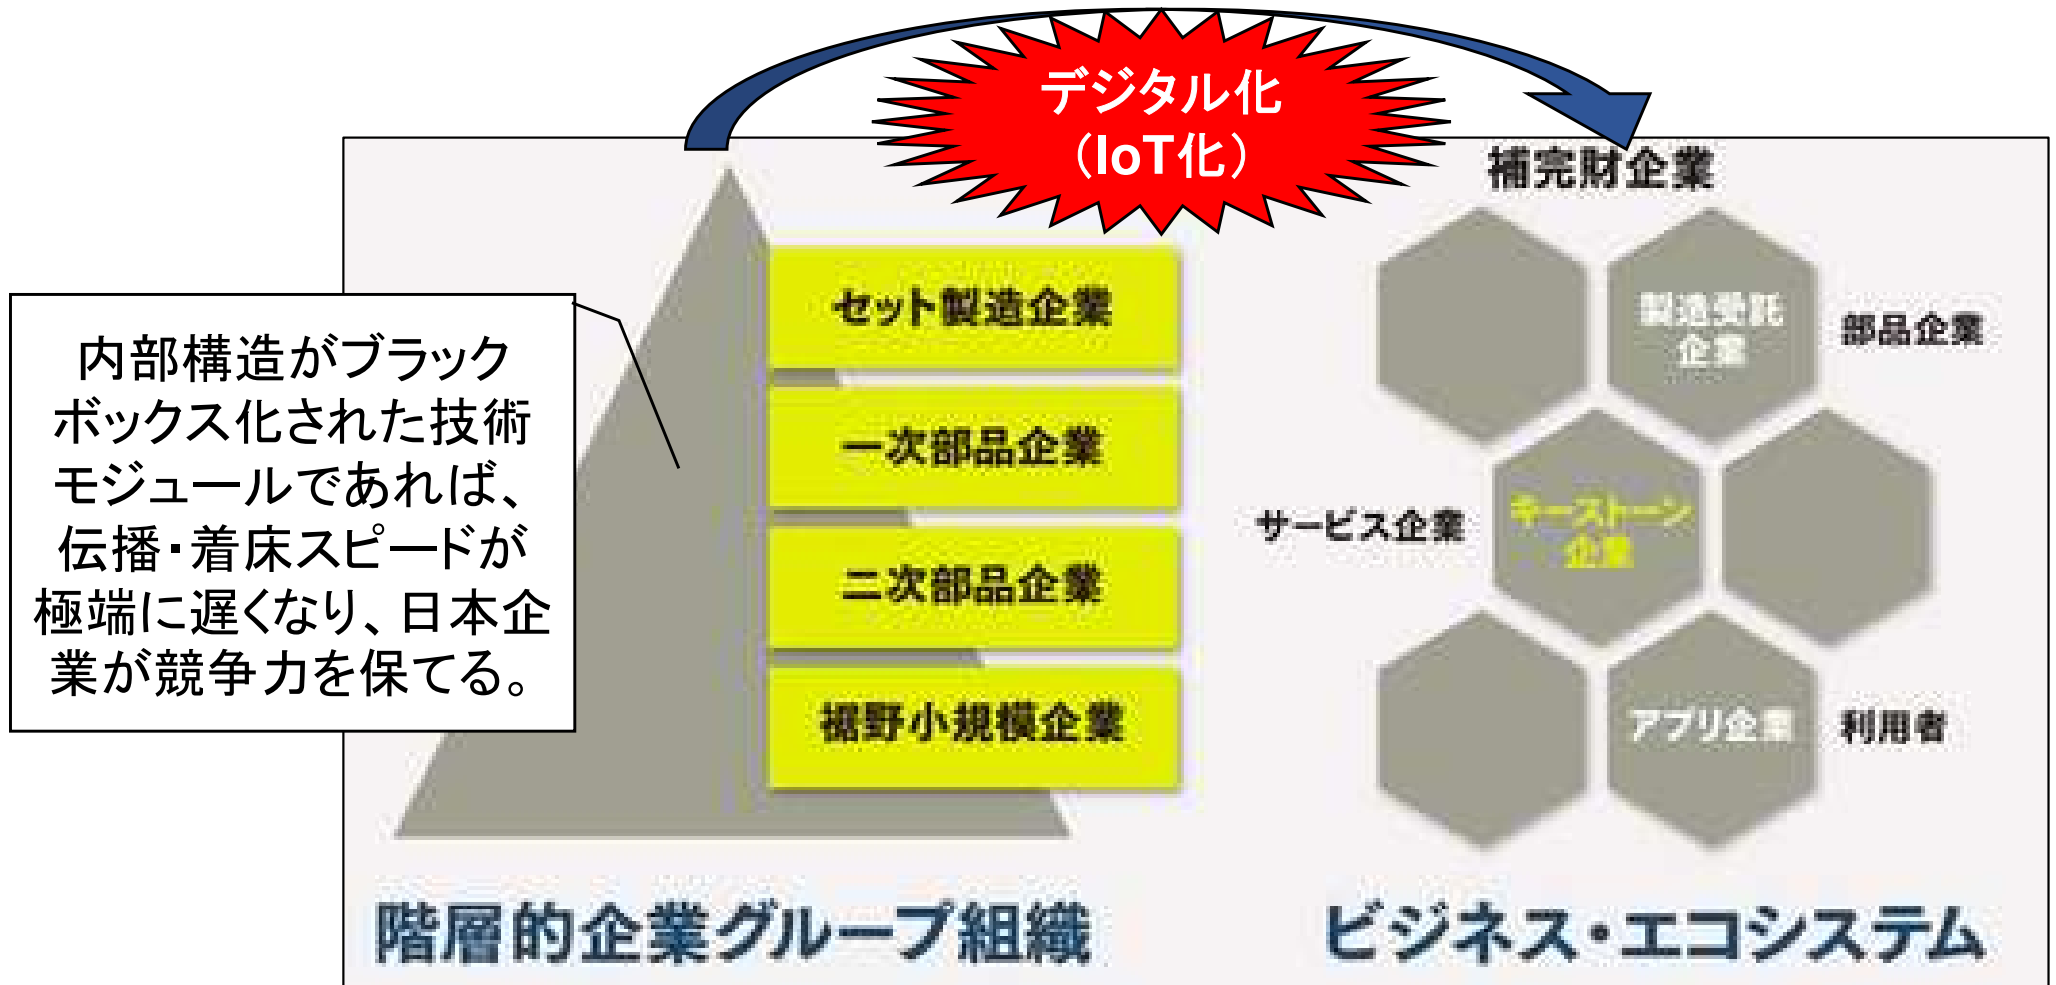 デジタル化
（IoT化）
内部構造がブラック
ボックス化された技術
モジュールであれば、
伝播・着床スピードが
極端に遅くなり、日本企
業が競争力を保てる。
セット製造企業
一次部品企業
二次部品企業
裾野小規模企業
階層的企業グループ組織
補完財企業
製造受託
企業
部品企業
サービス企業
キーストーン
企業
アプリ企業
利用者
ビジネス・エコシステム